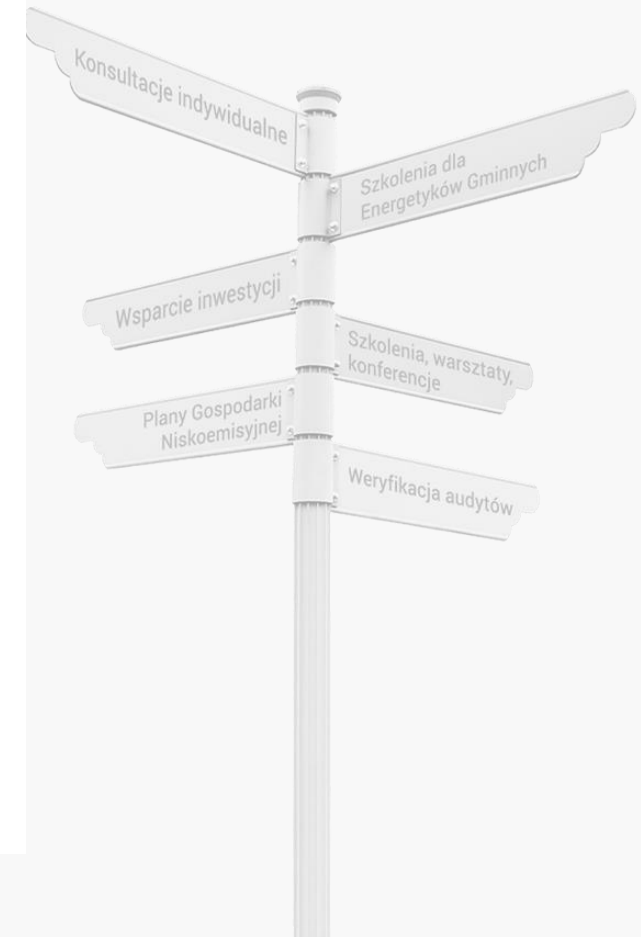 Konsultacje indywidualne
Szkolenia dla
Energetyków Gminnych
Wsparcie inwestycji
Szkolenia, warsztaty,
konferencje
Plany Gospodarki
Niskoemisyjnej
Weryfikacja audytów